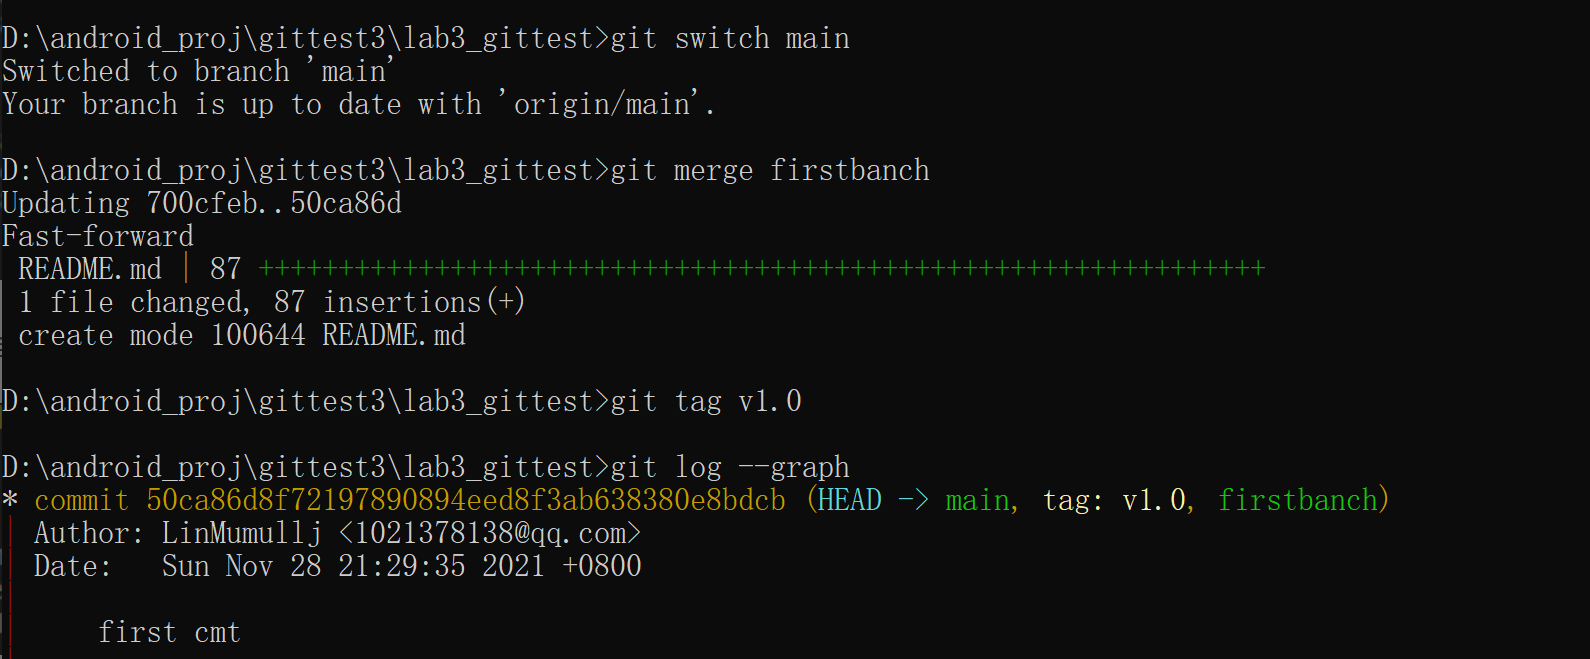 D:\android_proj\gittest3\lab3_gittest>git switch main
Switched to branch 'main'
Your branch is up to date with 'origin/main'.
D:\android_proj\gittest3\lab3_gittest>git merge firstbanch
Updating 700cfeb..50ca86d
Fast-forward
README.md | 87 +++++++++++++++++++++++++++++++++++++++++++++++++++++++++++++++
1 file changed, 87 insertions(+)
create mode 100644 README.md
D:\android_proj\gittest3\lab3_gittest>git tag v1.0
D:\android_proj\gittest3\lab3_gittest>git log --graph
* commit 50ca86d8f72197890894eed8f3ab638380e8bdcb (HEAD -> main, tag: v1.0, firstbanch)
| Author: LinMumullj <1021378138@qq.com>
| Date:   Sun Nov 28 21:29:35 2021 +0800
|
|     first cmt